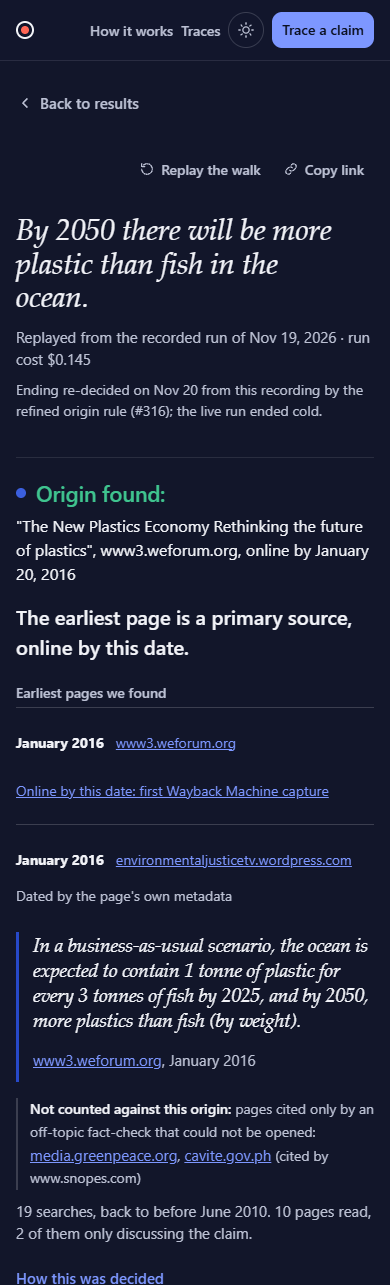 How it works Traces Trace a claim
Back to results
Replay the walk Copy link
By 2050 there will be more
plastic than fish in the
ocean.
Replayed from the recorded run of Nov 19, 2026 · run
cost $0.145
Ending re-decided on Nov 20 from this recording by the
refined origin rule (#316); the live run ended cold.
Origin found:
"The New Plastics Economy Rethinking the future
of plastics", www3.weforum.org, online by January
20, 2016
The earliest page is a primary source,
online by this date.
Earliest pages we found
January 2016 www3.weforum.org
Online by this date: first Wayback Machine capture
January 2016 environmentaljusticetv.wordpress.com
Dated by the page's own metadata
In a business-as-usual scenario, the ocean is
expected to contain 1 tonne of plastic for
every 3 tonnes of fish by 2025, and by 2050,
more plastics than fish (by weight).
www3.weforum.org, January 2016
Not counted against this origin: pages cited only by an
off-topic fact-check that could not be opened:
media.greenpeace.org, cavite.gov.ph (cited by
www.snopes.com)
19 searches, back to before June 2010. 10 pages read,
2 of them only discussing the claim.
How this was decided